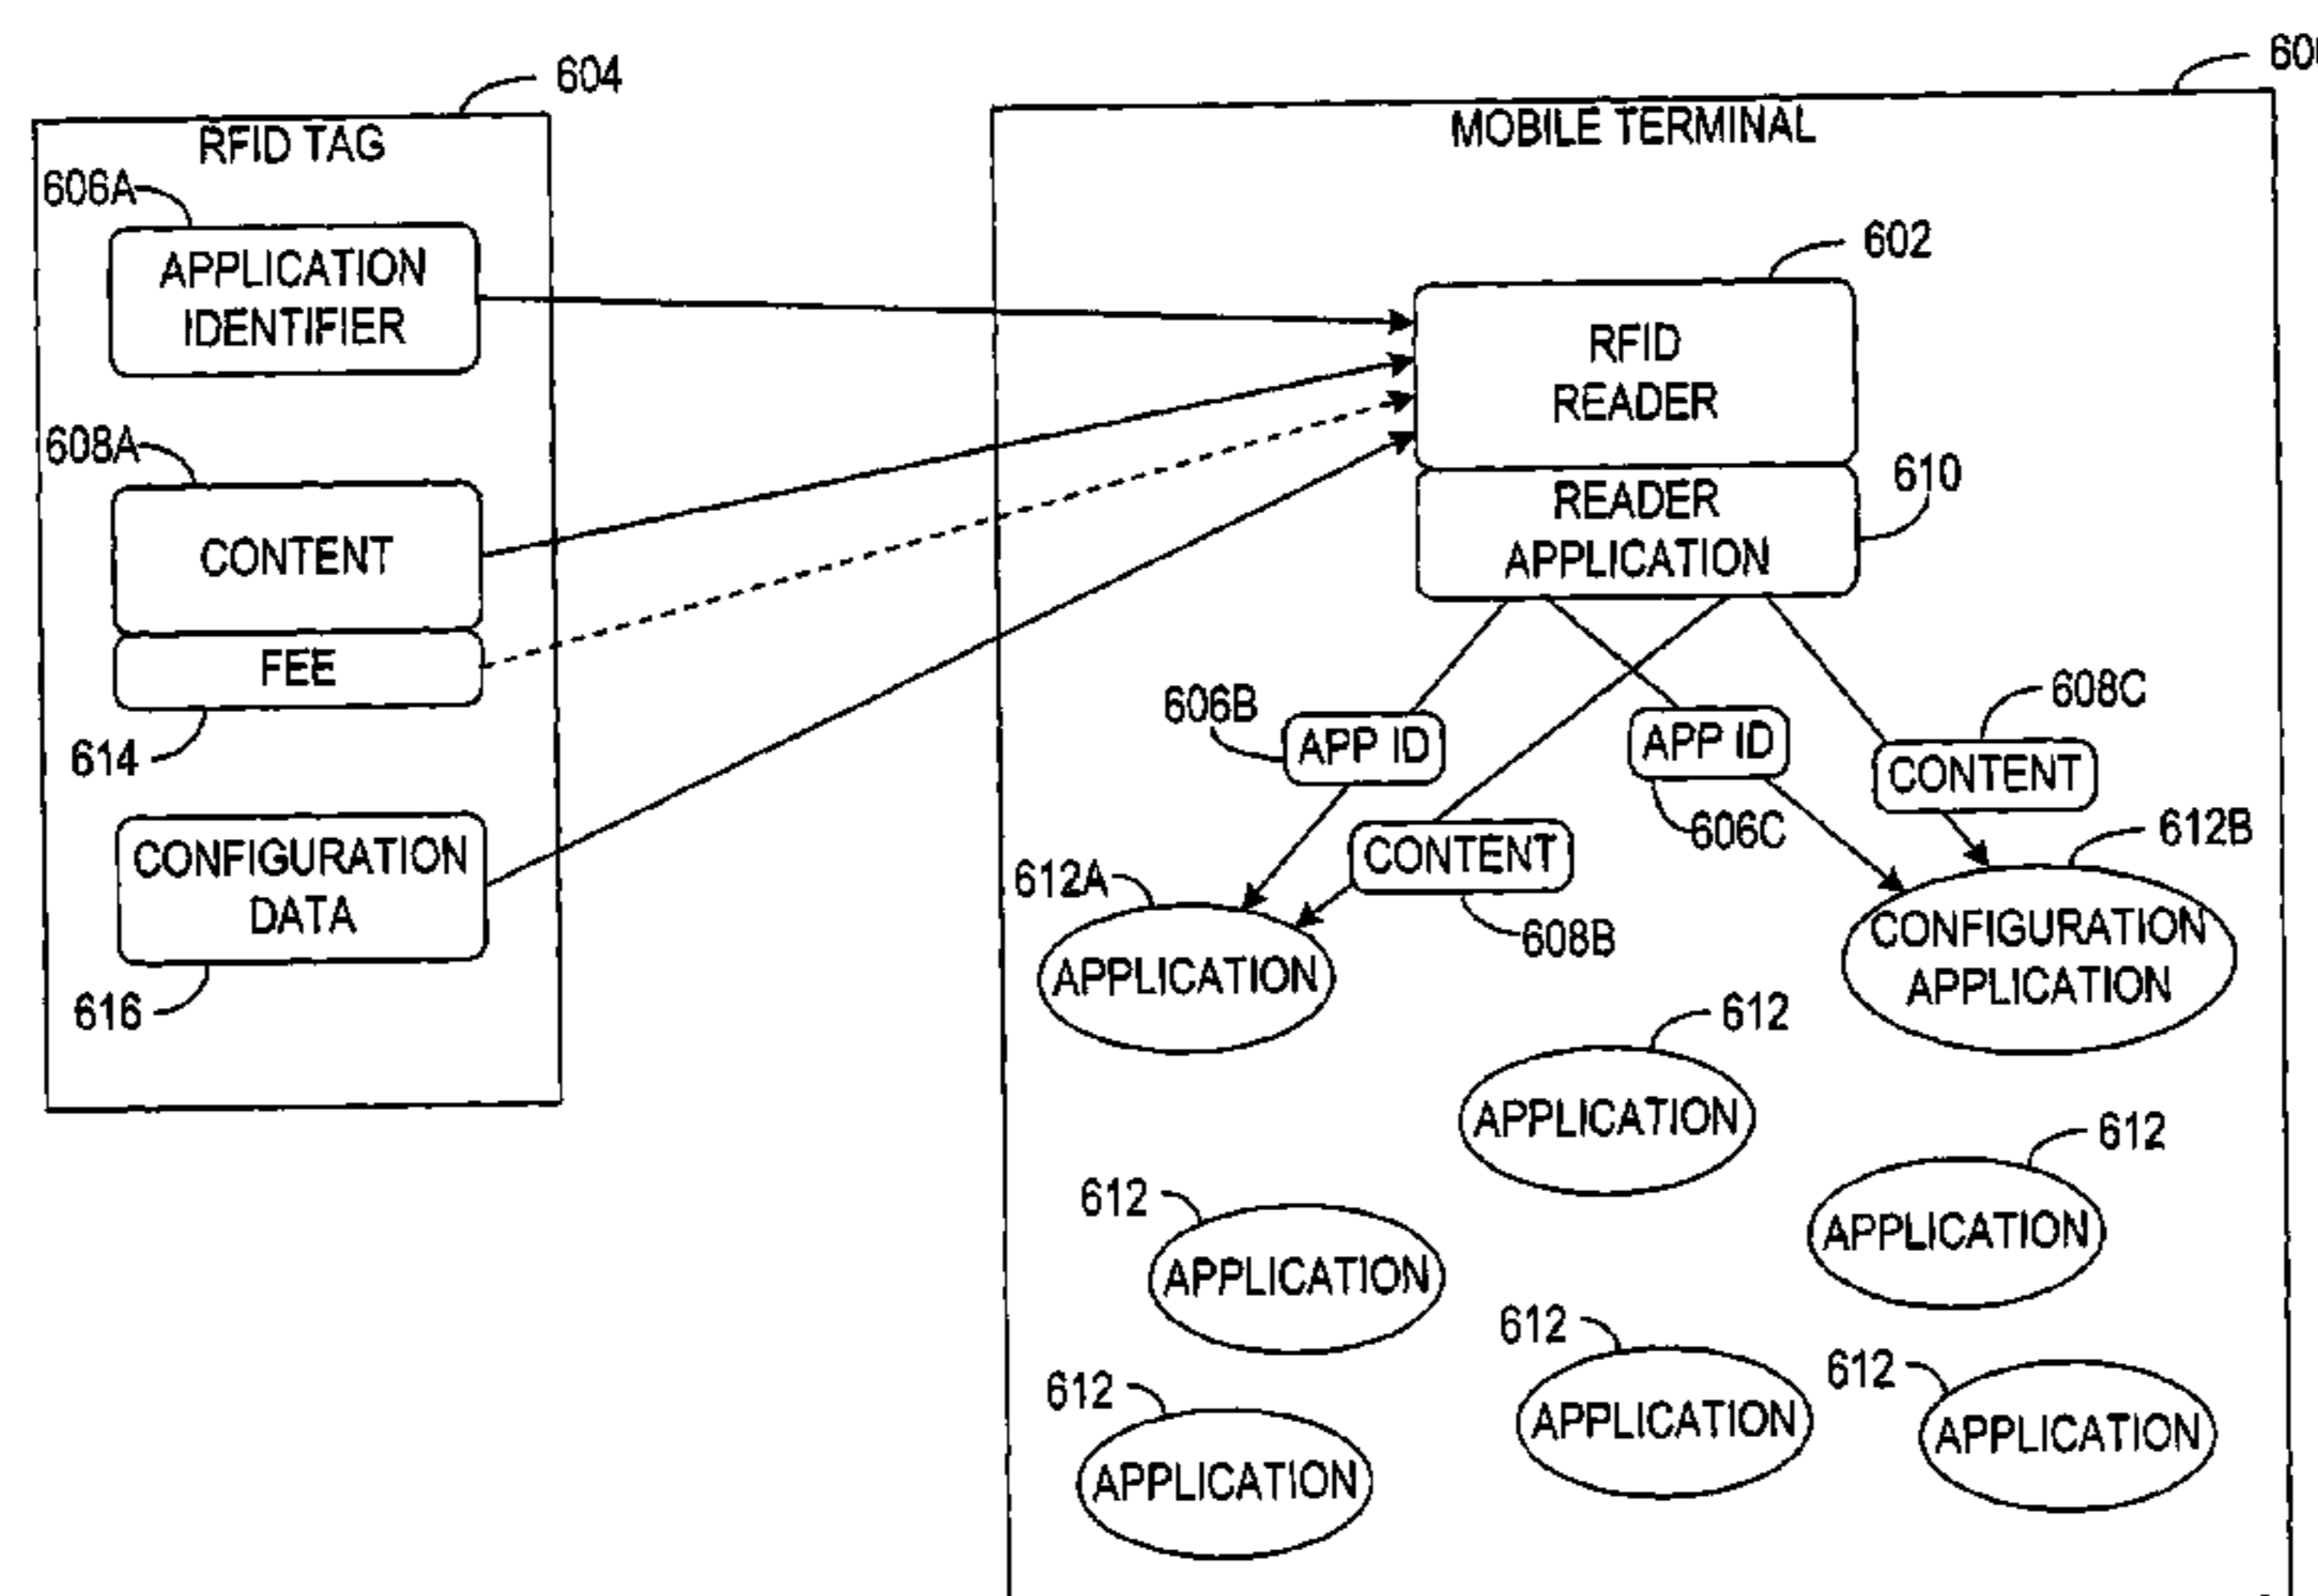 604
RFID TAG
606A
APPLICATION
IDENTIFIER
608A
CONTENT
FEE
614
CONFIGURATION
DATA
616
MOBILE TERMINAL
602
RFID
READER
610
READER
APPLICATION
606B
APP ID
APP ID
606C
608C
CONTENT
CONTENT
608B
612A
APPLICATION
612B
CONFIGURATION
APPLICATION
612
APPLICATION
612
APPLICATION
612
APPLICATION
612
APPLICATION
612
APPLICATION
612
APPLICATION